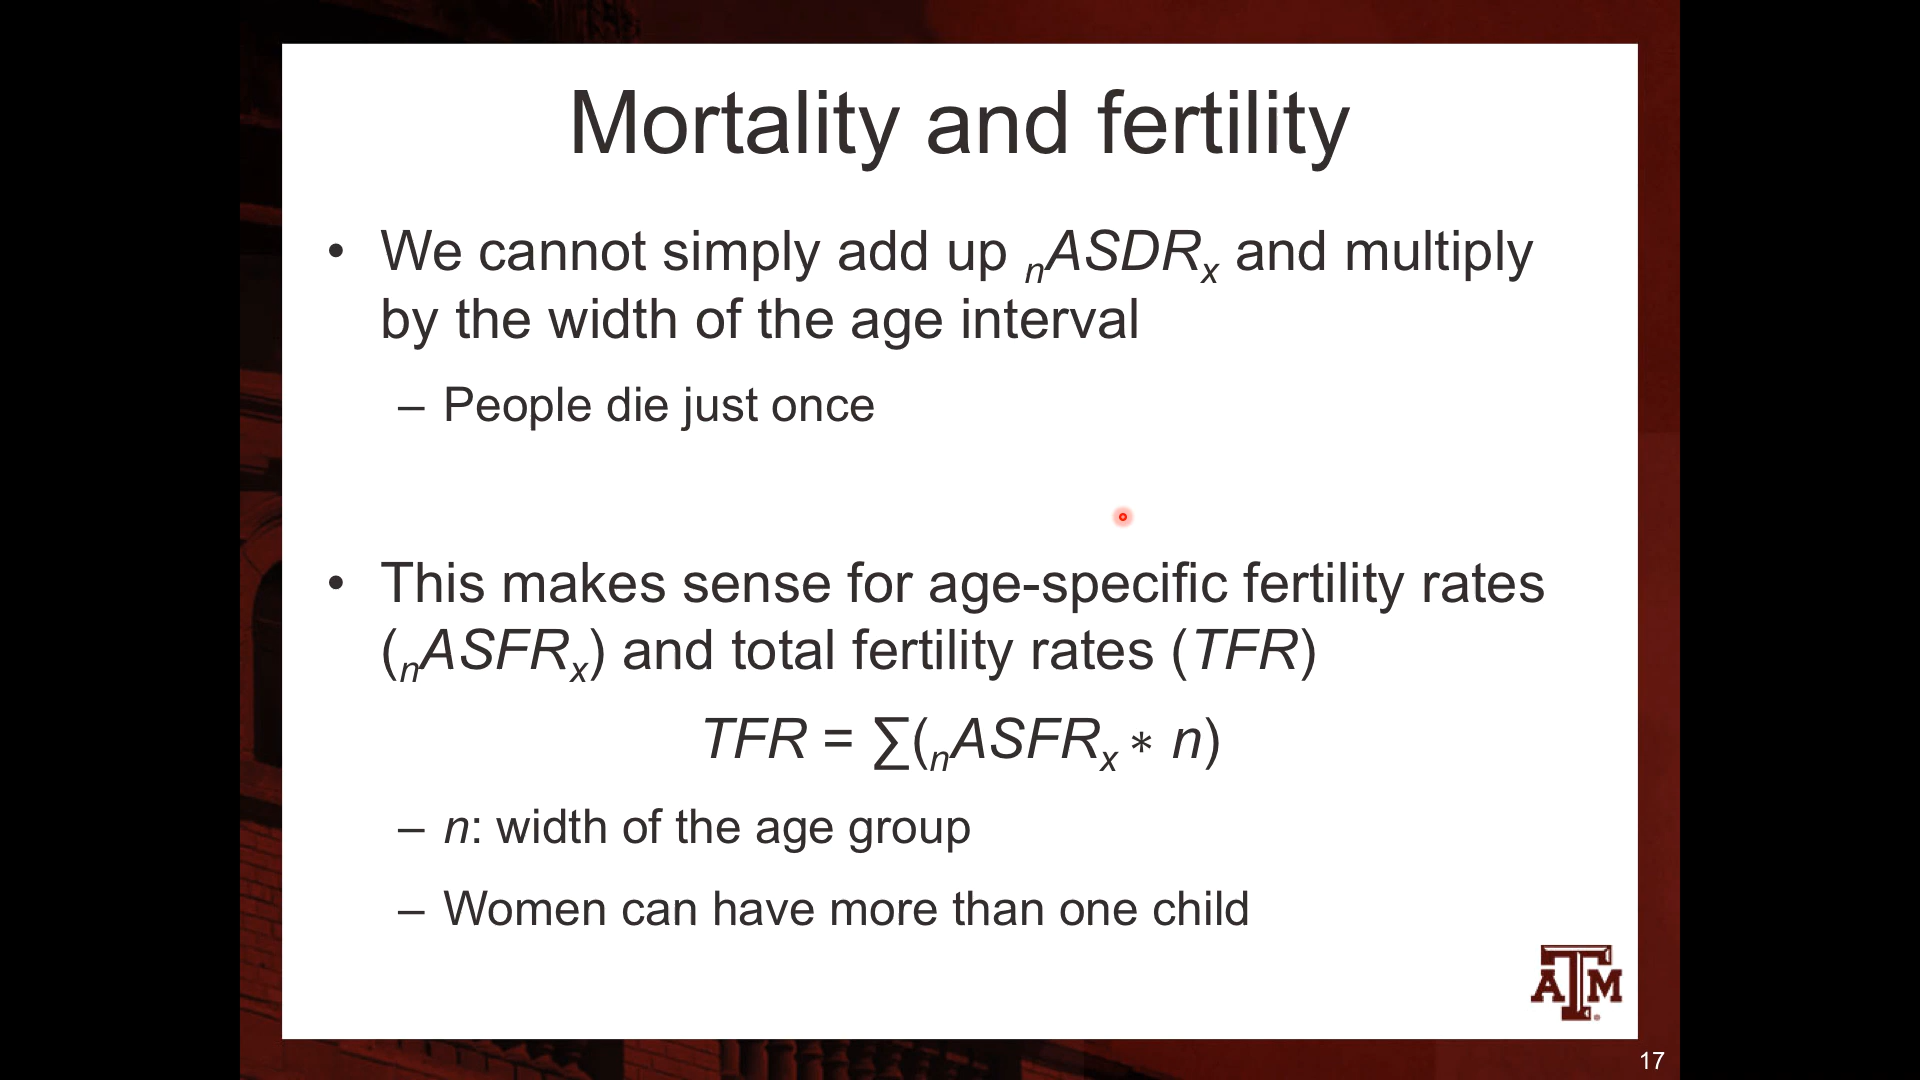 Mortality and fertility
• We cannot simply add up nASDRx and multiply
by the width of the age interval
– People die just once
• This makes sense for age-specific fertility rates
(nASFRx) and total fertility rates (TFR)
TFR = ∑(nASFRx * n)
– n: width of the age group
– Women can have more than one child
ATM
17